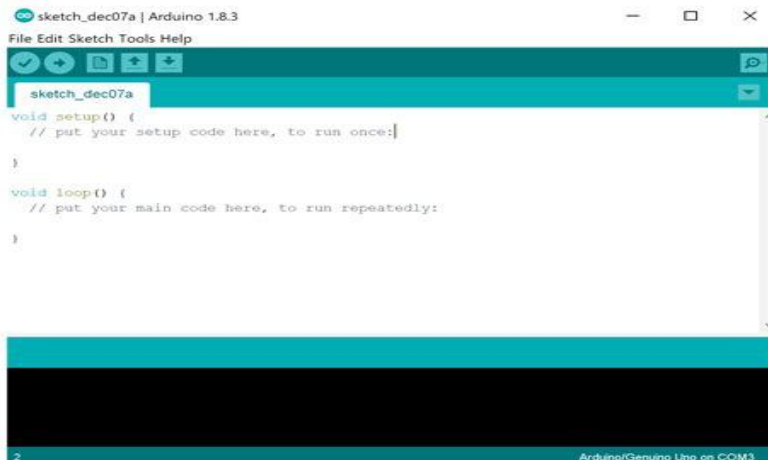 sketch_dec07a | Arduino 1.8.3
File Edit Sketch Tools Help
sketch_dec07a
void setup() {
  // put your setup code here, to run once:
}
void loop() {
  // put your main code here, to run repeatedly:
}
2 Arduino/Genuino Uno on COM3